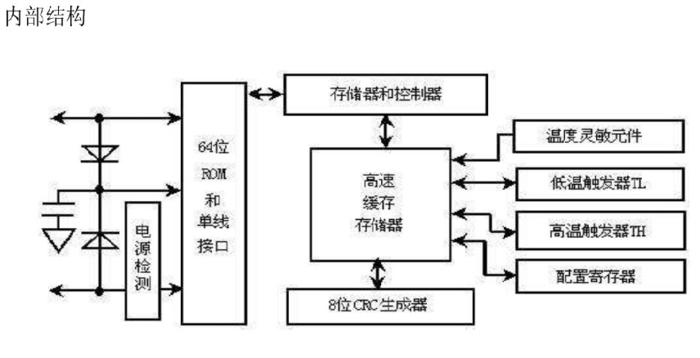 内部结构
存储器和控制器
64位
ROM
和
单线
接口
电
源
检
测
高速
缓存
存储器
温度灵敏元件
低温触发器TL
高温触发器TH
配置寄存器
8位CRC生成器